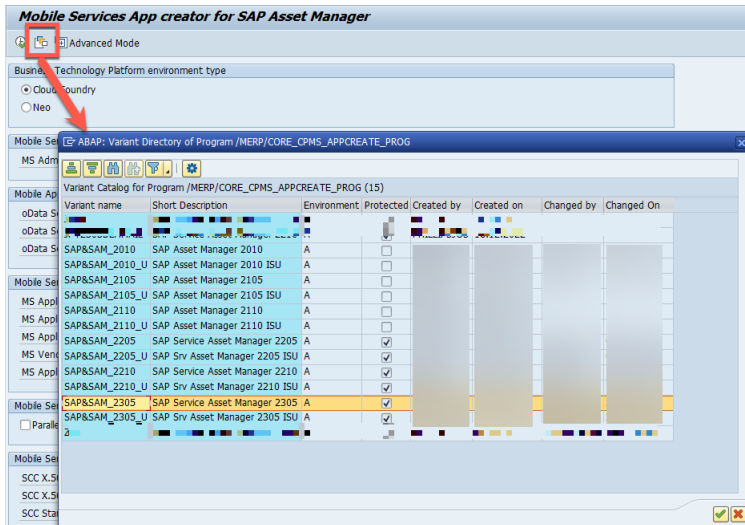 Mobile Services App creator for SAP Asset Manager
Advanced Mode
Business Technology Platform environment type
Cloud Foundry
Neo
Mobile Ser
MS Adm
Mobile Ap
oData S
oData S
oData S
Mobile Se
MS Appl
MS Appl
MS Appl
MS Vend
MS Appl
Mobile Ser
Paralle
Mobile Ser
SCC X.50
SCC X.50
SCC Star
ABAP: Variant Directory of Program /MERP/CORE_CPMS_APPCREATE_PROG
Variant Catalog for Program /MERP/CORE_CPMS_APPCREATE_PROG (15)
Variant name Short Description Environment Protected Created by Created on Changed by Changed On
SAP&SAM_2010 SAP Asset Manager 2010 A
SAP&SAM_2010_U SAP Asset Manager 2010 ISU A
SAP&SAM_2105 SAP Asset Manager 2105 A
SAP&SAM_2105_U SAP Asset Manager 2105 ISU A
SAP&SAM_2110 SAP Asset Manager 2110 A
SAP&SAM_2110_U SAP Asset Manager 2110 ISU A
SAP&SAM_2205 SAP Service Asset Manager 2205 A
SAP&SAM_2205_U SAP Srv Asset Manager 2205 ISU A
SAP&SAM_2210 SAP Service Asset Manager 2210 A
SAP&SAM_2210_U SAP Srv Asset Manager 2210 ISU A
SAP&SAM_2305 SAP Service Asset Manager 2305 A
SAP&SAM_2305_U SAP Srv Asset Manager 2305 ISU A